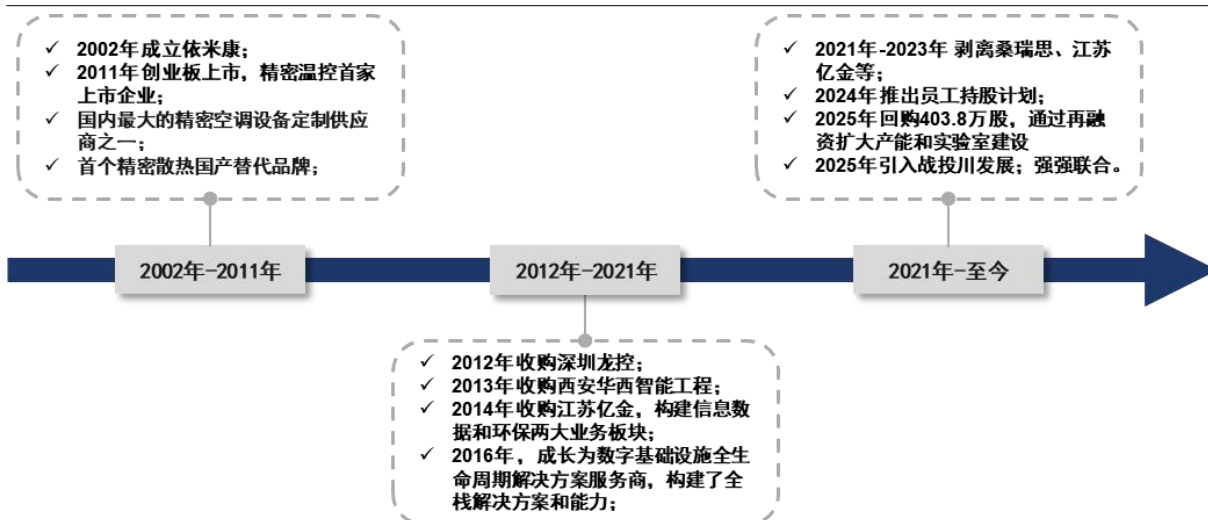 ✓ 2002年成立依米康；
✓ 2011年创业板上市，精密温控首家
上市企业；
✓ 国内最大的精密空调设备定制供应
商之一；
✓ 首个精密散热国产替代品牌；
✓ 2021年-2023年 剥离桑瑞思、江苏
亿金等；
✓ 2024年推出员工持股计划；
✓ 2025年回购403.8万股，通过再融
资扩大产能和实验室建设
✓ 2025年引入战投川发展；强强联合。
2002年-2011年
2012年-2021年
2021年-至今
✓ 2012年收购深圳龙控；
✓ 2013年收购西安华西智能工程；
✓ 2014年收购江苏亿金，构建信息数
据和环保两大业务板块；
✓ 2016年，成长为数字基础设施全生
命周期解决方案服务商，构建了全
栈解决方案和能力；